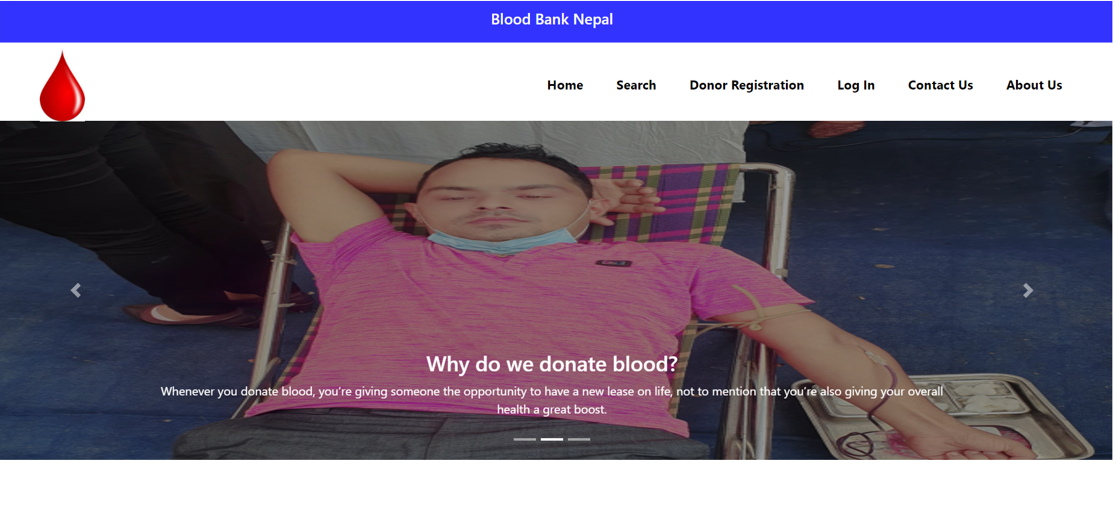 Blood Bank Nepal
Home Search Donor Registration Log In Contact Us About Us
Why do we donate blood?
Whenever you donate blood, you're giving someone the opportunity to have a new lease on life, not to mention that you're also giving your overall
health a great boost.